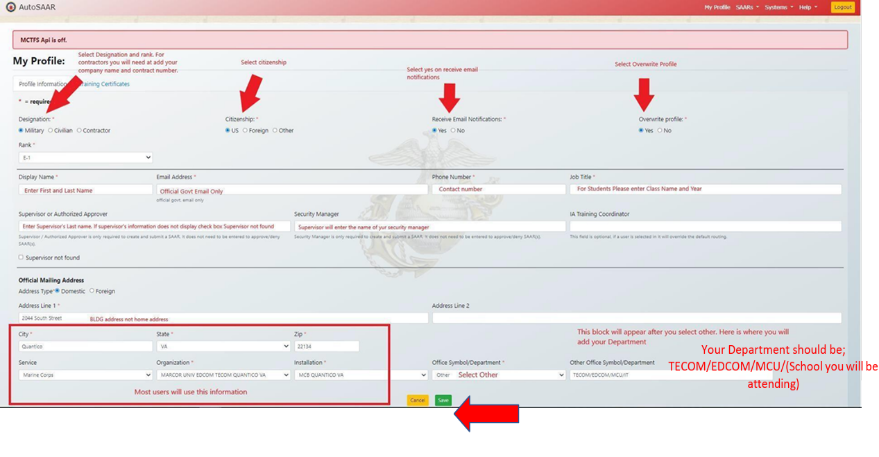 AutoSAAR
My Profile SAARs Systems Help Logout
MCTFS Api is off.
My Profile:
Select Designation and rank. For
contractors you will need at add your
company name and contract number.
Select citizenship
Select yes on receive email
notifications
Select Overwrite Profile
Profile Information
Training Certificates
* = required
Designation: *
Military Civilian Contractor
Citizenship: *
US Foreign Other
Receive Email Notifications: *
Yes No
Overwrite profile: *
Yes No
Rank *
E-1
Display Name *
Enter First and Last Name
Email Address *
Official Govt Email Only
official govt. email only
Phone Number *
Contact number
Job Title *
For Students Please enter Class Name and Year
Supervisor or Authorized Approver
Enter Supervisor's Last name. If supervisor's information does not display check box Supervisor not found
Supervisor / Authorized Approver is only required to create and submit a SAAR. It does not need to be entered to approve/deny
SAAR(s).
Security Manager
Supervisor will enter the name of yur security manager
Security Manager is only required to create and submit a SAAR. It does not need to be entered to approve/deny SAAR(s).
IA Training Coordinator
This field is optional. If a user is selected in it will override the default routing.
Supervisor not found
Official Mailing Address
Address Type* Domestic Foreign
Address Line 1 *
2044 South Street BLDG address not home address
Address Line 2
City *
Quantico
State *
VA
Zip *
22134
This block will appear after you select other. Here is where you will
add your Department
Your Department should be;
TECOM/EDCOM/MCU/(School you will be
attending)
Service
Marine Corps
Organization *
MARCOR UNIV EDCOM TECOM QUANTICO VA
Installation *
MCB QUANTICO VA
Office Symbol/Department *
Other Select Other
Other Office Symbol/Department
TECOM/EDCOM/MCU/IT
Most users will use this information
Cancel Save